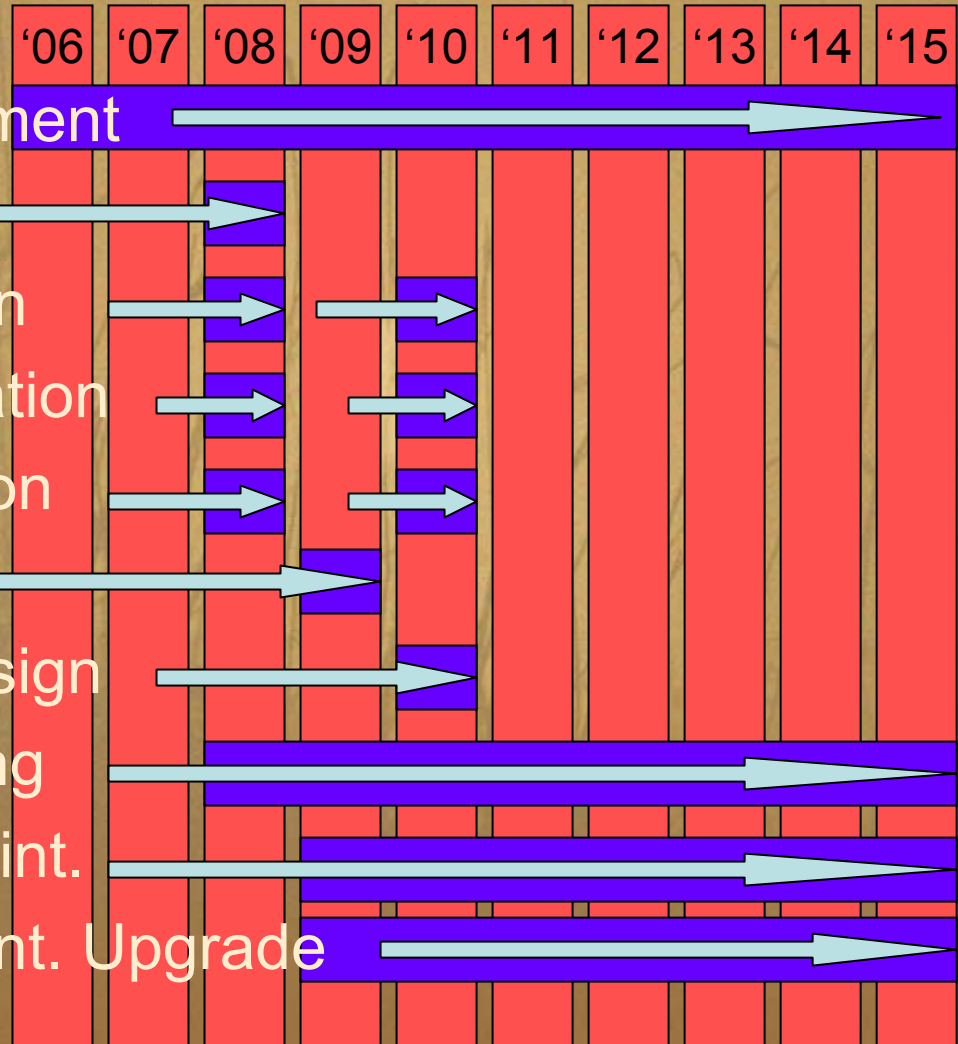 ‘06 ‘07 ‘08 ‘09 ‘10 ‘11 ‘12 ‘13 ‘14 ‘15
ment
n
ation
on
sign
ng
int.
nt. Upgrade